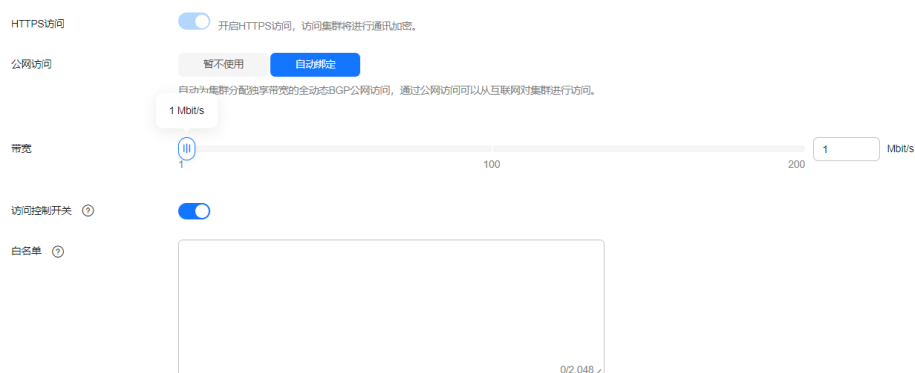 HTTPS访问 开启HTTPS访问，访问集群将进行通讯加密。
公网访问 暂不使用 自动绑定
自动为集群分配独享带宽的全动态BGP公网访问，通过公网访问可以从互联网对集群进行访问。
1 Mbit/s
带宽 1 Mbit/s
1 100 200
访问控制开关
白名单
0/2,048